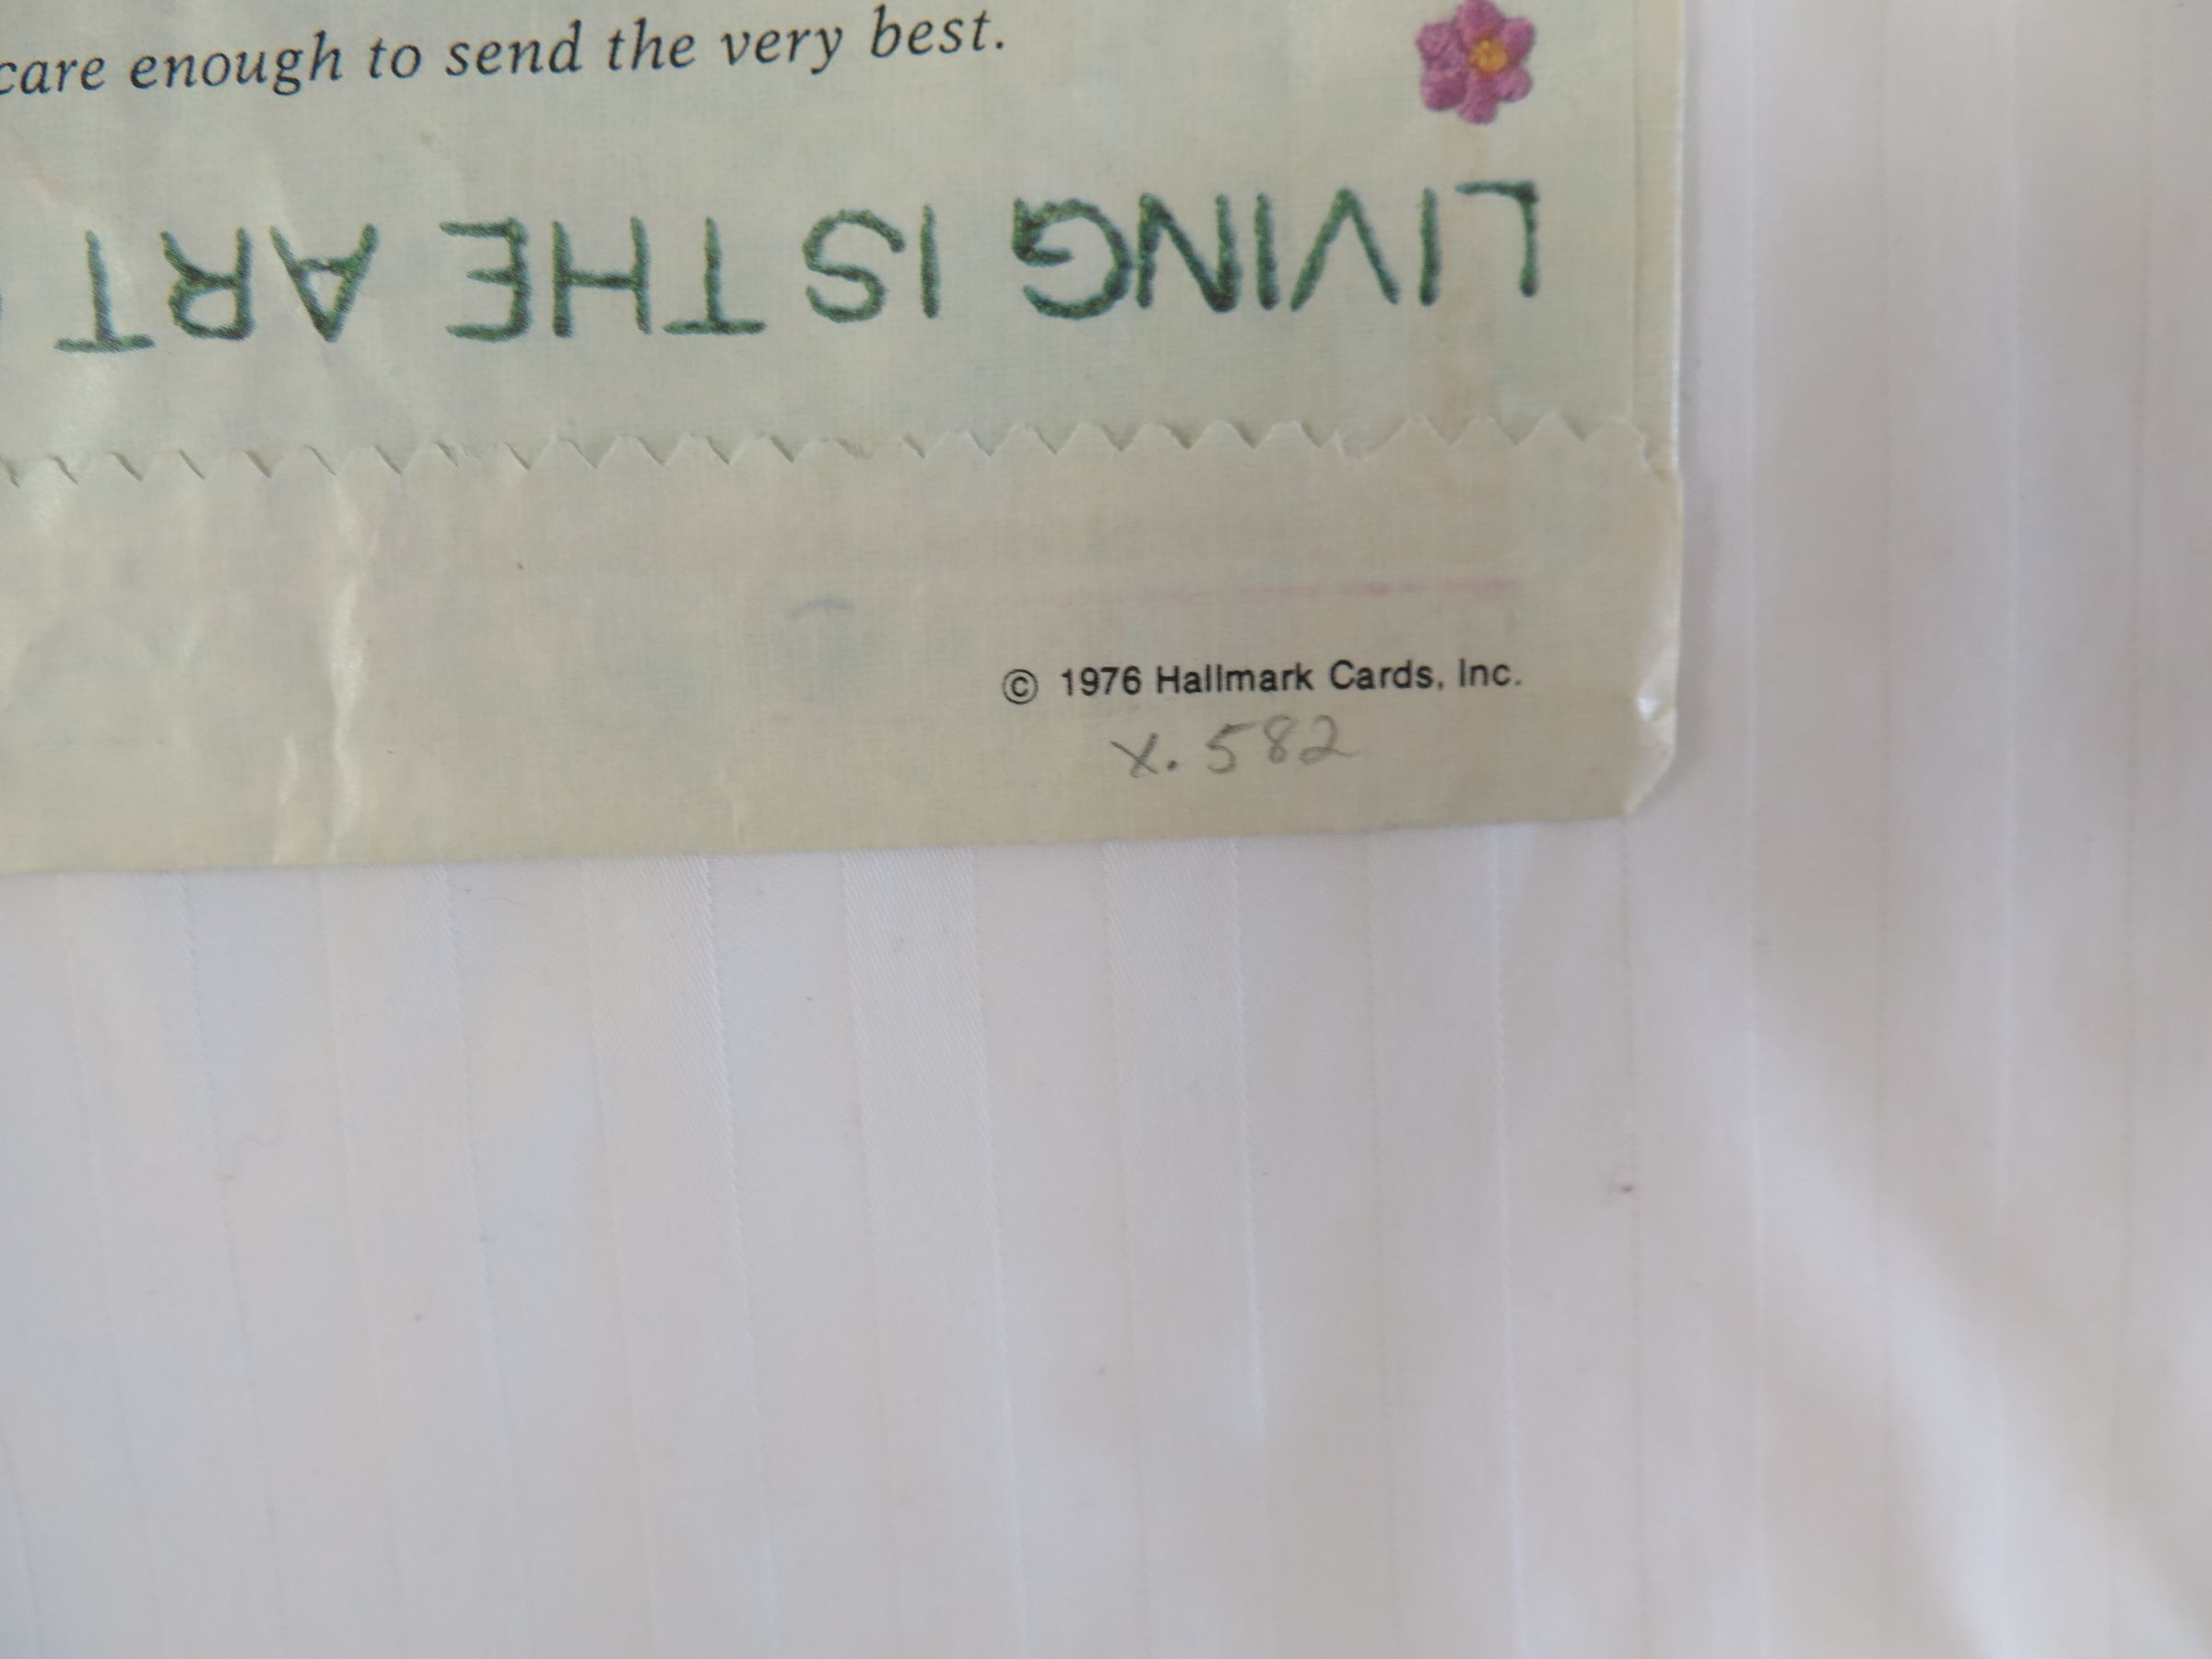 care enough to send the very best.
LIVING IS THE ART
© 1976 Hallmark Cards, Inc.
x. 582